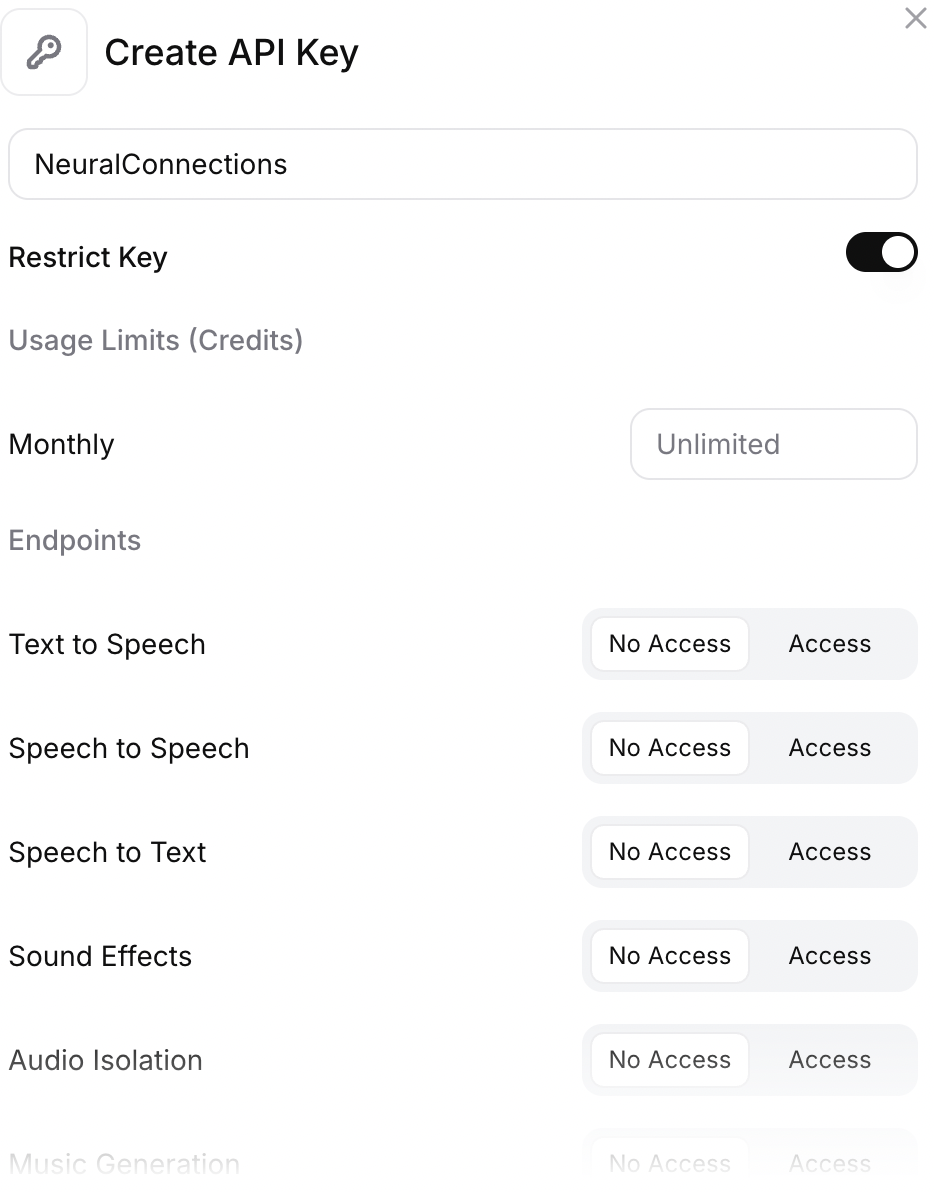 Create API Key
NeuralConnections
Restrict Key
Usage Limits (Credits)
Monthly Unlimited
Endpoints
Text to Speech No Access Access
Speech to Speech No Access Access
Speech to Text No Access Access
Sound Effects No Access Access
Audio Isolation No Access Access
Music Generation No Access Access